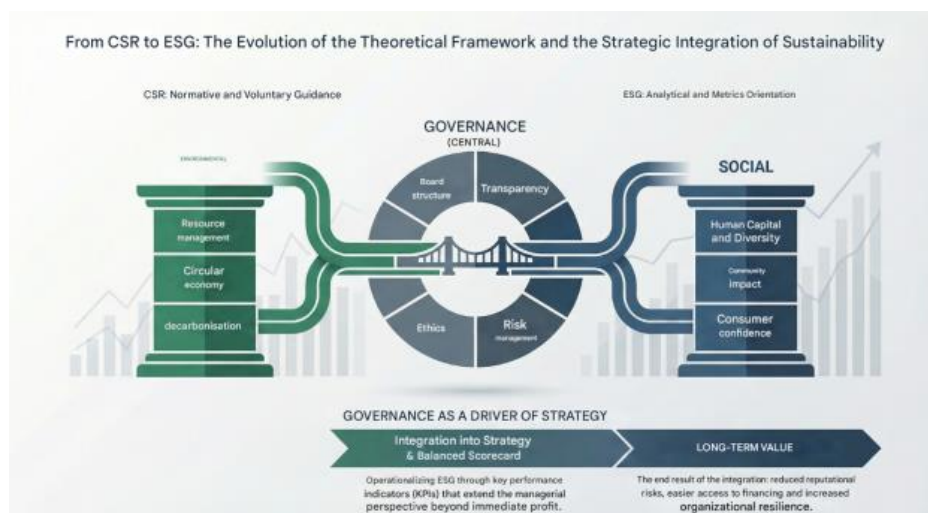 From CSR to ESG: The Evolution of the Theoretical Framework and the Strategic Integration of Sustainability
CSR: Normative and Voluntary Guidance
ESG: Analytical and Metrics Orientation
GOVERNANCE
(CENTRAL)
ENVIRONMENTAL
SOCIAL
Board
structure
Transparency
Resource
management
Human Capital
and Diversity
Circular
economy
Community
impact
decarbonisation
Ethics
Risk
management
Consumer
confidence
GOVERNANCE AS A DRIVER OF STRATEGY
Integration into Strategy
& Balanced Scorecard
LONG-TERM VALUE
Operationalizing ESG through key performance
indicators (KPIs) that extend the managerial
perspective beyond immediate profit.
The end result of the integration: reduced reputational
risks, easier access to financing and increased
organizational resilience.